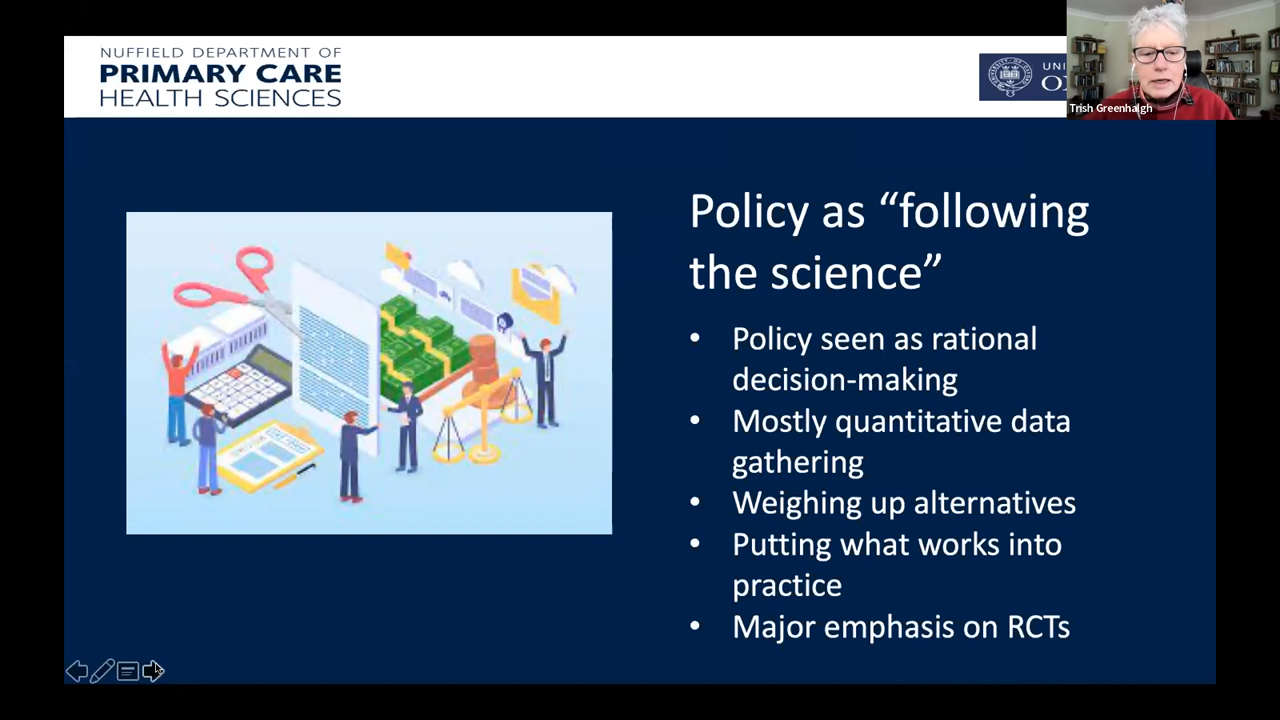 NUFFIELD DEPARTMENT OF
PRIMARY CARE
HEALTH SCIENCES
UNI
Trish Greenhalgh
Policy as “following
the science”
• Policy seen as rational
decision-making
• Mostly quantitative data
gathering
• Weighing up alternatives
• Putting what works into
practice
• Major emphasis on RCTs